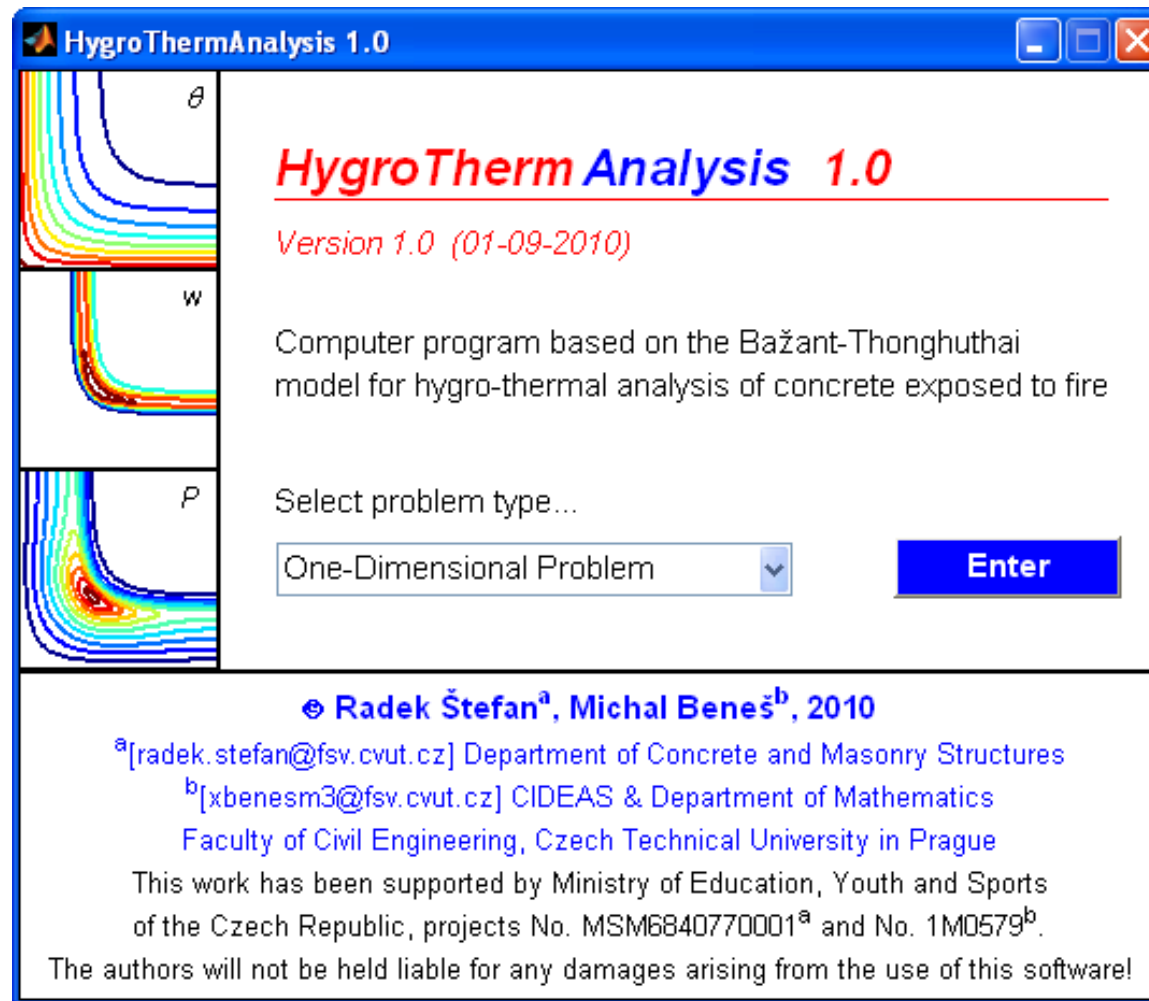 HygroThermAnalysis 1.0
θ
HygroTherm Analysis 1.0
Version 1.0 (01-09-2010)
w
Computer program based on the Bažant-Thonghuthai
model for hygro-thermal analysis of concrete exposed to fire
P
Select problem type...
One-Dimensional Problem
Enter
© Radek Štefanᵃ, Michal Benešᵇ, 2010
ᵃ[radek.stefan@fsv.cvut.cz] Department of Concrete and Masonry Structures
ᵇ[xbenesm3@fsv.cvut.cz] CIDEAS & Department of Mathematics
Faculty of Civil Engineering, Czech Technical University in Prague
This work has been supported by Ministry of Education, Youth and Sports
of the Czech Republic, projects No. MSM6840770001ᵃ and No. 1M0579ᵇ.
The authors will not be held liable for any damages arising from the use of this software!